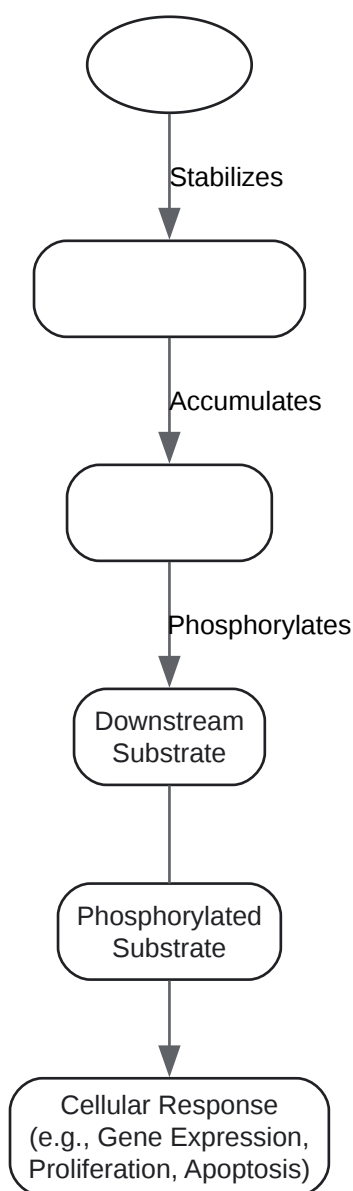 Stabilizes
Accumulates
Phosphorylates
Downstream
Substrate
Phosphorylated
Substrate
Cellular Response
(e.g., Gene Expression,
Proliferation, Apoptosis)